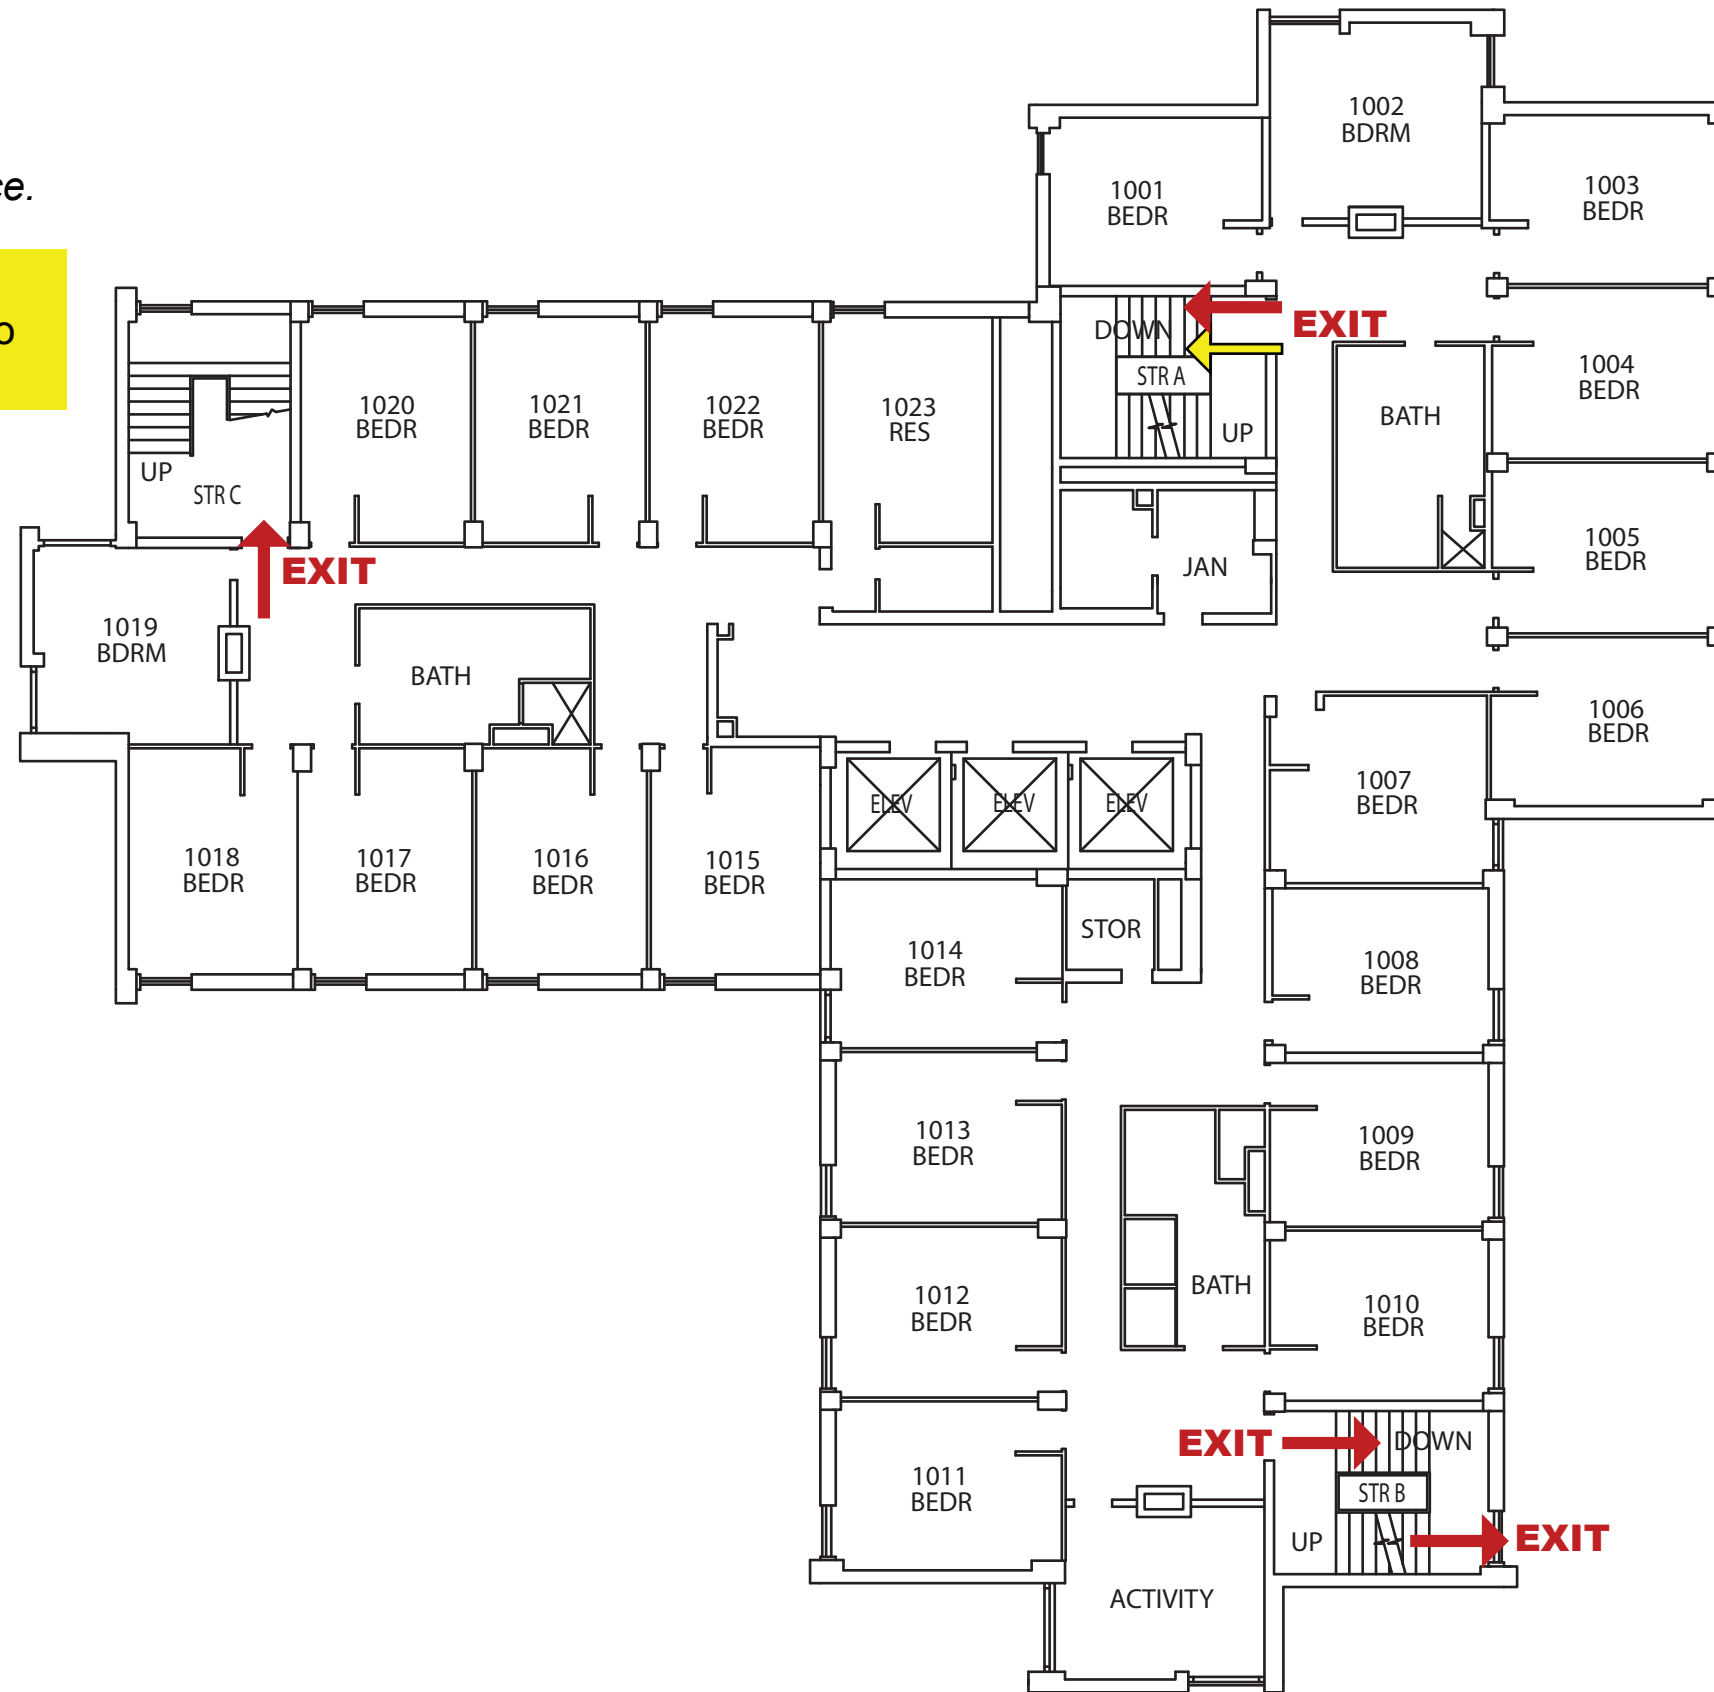 ce.
o
1001
BEDR
1002
BDRM
1003
BEDR
DOWN
EXIT
STR A
UP
1004
BEDR
BATH
1005
BEDR
1006
BEDR
JAN
1020
BEDR
1021
BEDR
1022
BEDR
1023
RES
UP
STR C
EXIT
1019
BDRM
BATH
1018
BEDR
1017
BEDR
1016
BEDR
1015
BEDR
ELEV
ELEV
ELEV
1007
BEDR
STOR
1014
BEDR
1008
BEDR
1013
BEDR
1009
BEDR
1012
BEDR
BATH
1010
BEDR
1011
BEDR
EXIT
DOWN
STR B
UP
EXIT
ACTIVITY